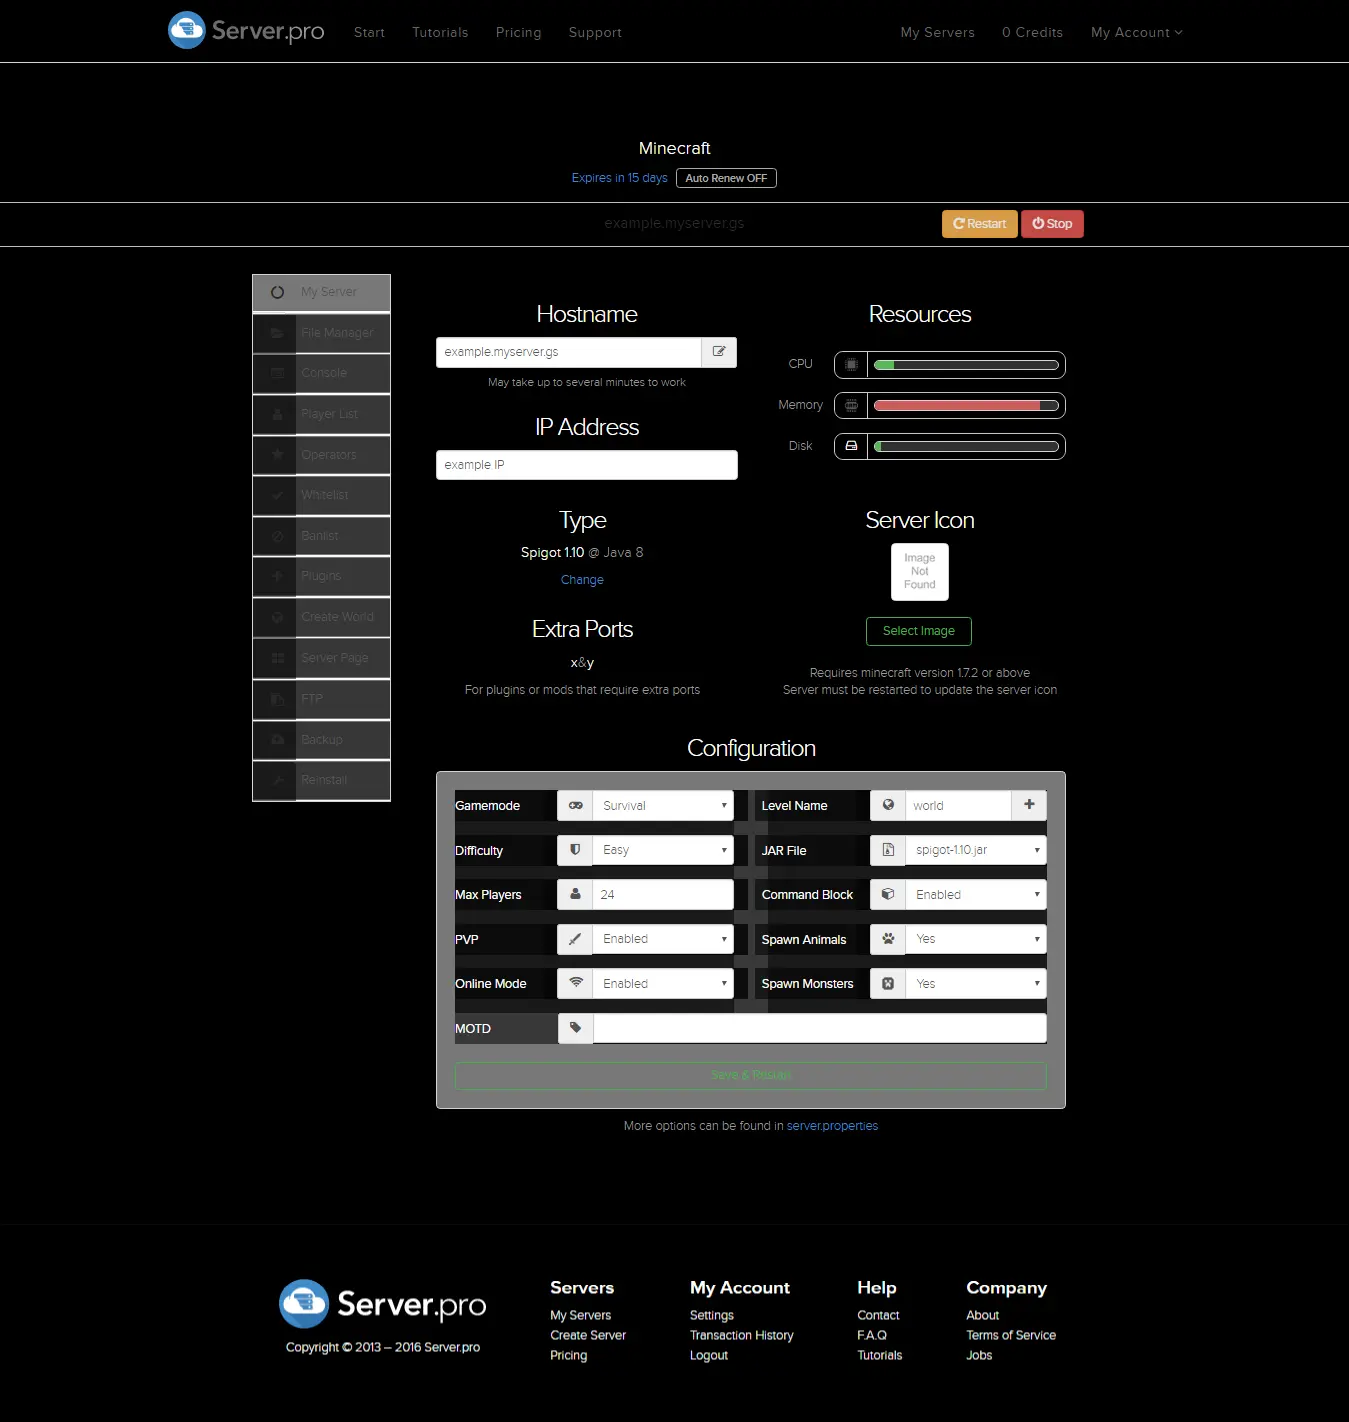 Server.pro Start Tutorials Pricing Support My Servers 0 Credits My Account
Minecraft
Expires in 15 days Auto Renew OFF
example.myserver.gs Restart Stop
My Server
File Manager
Console
Player List
Operators
Whitelist
Banlist
Plugins
Create World
Server Page
FTP
Backup
Reinstall
Hostname
example.myserver.gs
May take up to several minutes to work
IP Address
example IP
Type
Spigot 1.10 @ Java 8
Change
Extra Ports
x&y
For plugins or mods that require extra ports
Resources
CPU
Memory
Disk
Server Icon
Image
Not
Found
Select Image
Requires minecraft version 1.7.2 or above
Server must be restarted to update the server icon
Configuration
Gamemode Survival Level Name world
Difficulty Easy JAR File spigot-1.10.jar
Max Players 24 Command Block Enabled
PVP Enabled Spawn Animals Yes
Online Mode Enabled Spawn Monsters Yes
MOTD
Save & Restart
More options can be found in server.properties
Server.pro
Copyright © 2013 – 2016 Server.pro
Servers
My Servers
Create Server
Pricing
My Account
Settings
Transaction History
Logout
Help
Contact
F.A.Q
Tutorials
Company
About
Terms of Service
Jobs